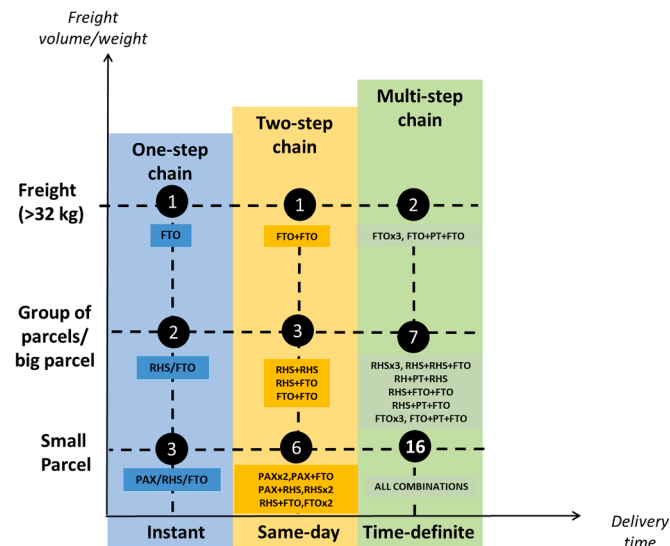 Freight
volume/weight
Multi-step
chain
Two-step
chain
One-step
chain
Freight
(>32 kg)
1
1
2
FTO
FTO+FTO
FTOx3, FTO+PT+FTO
Group of
parcels/
big parcel
2
3
7
RHS/FTO
RHS+RHS
RHS+FTO
FTO+FTO
RHSx3, RHS+RHS+FTO
RH+PT+RHS
RHS+FTO+FTO
RHS+PT+FTO
FTOx3, FTO+PT+FTO
Small
Parcel
3
6
16
PAX/RHS/FTO
PAXx2,PAX+FTO
PAX+RHS,RHSx2
RHS+FTO,FTOx2
ALL COMBINATIONS
Instant
Same-day
Time-definite
Delivery
time